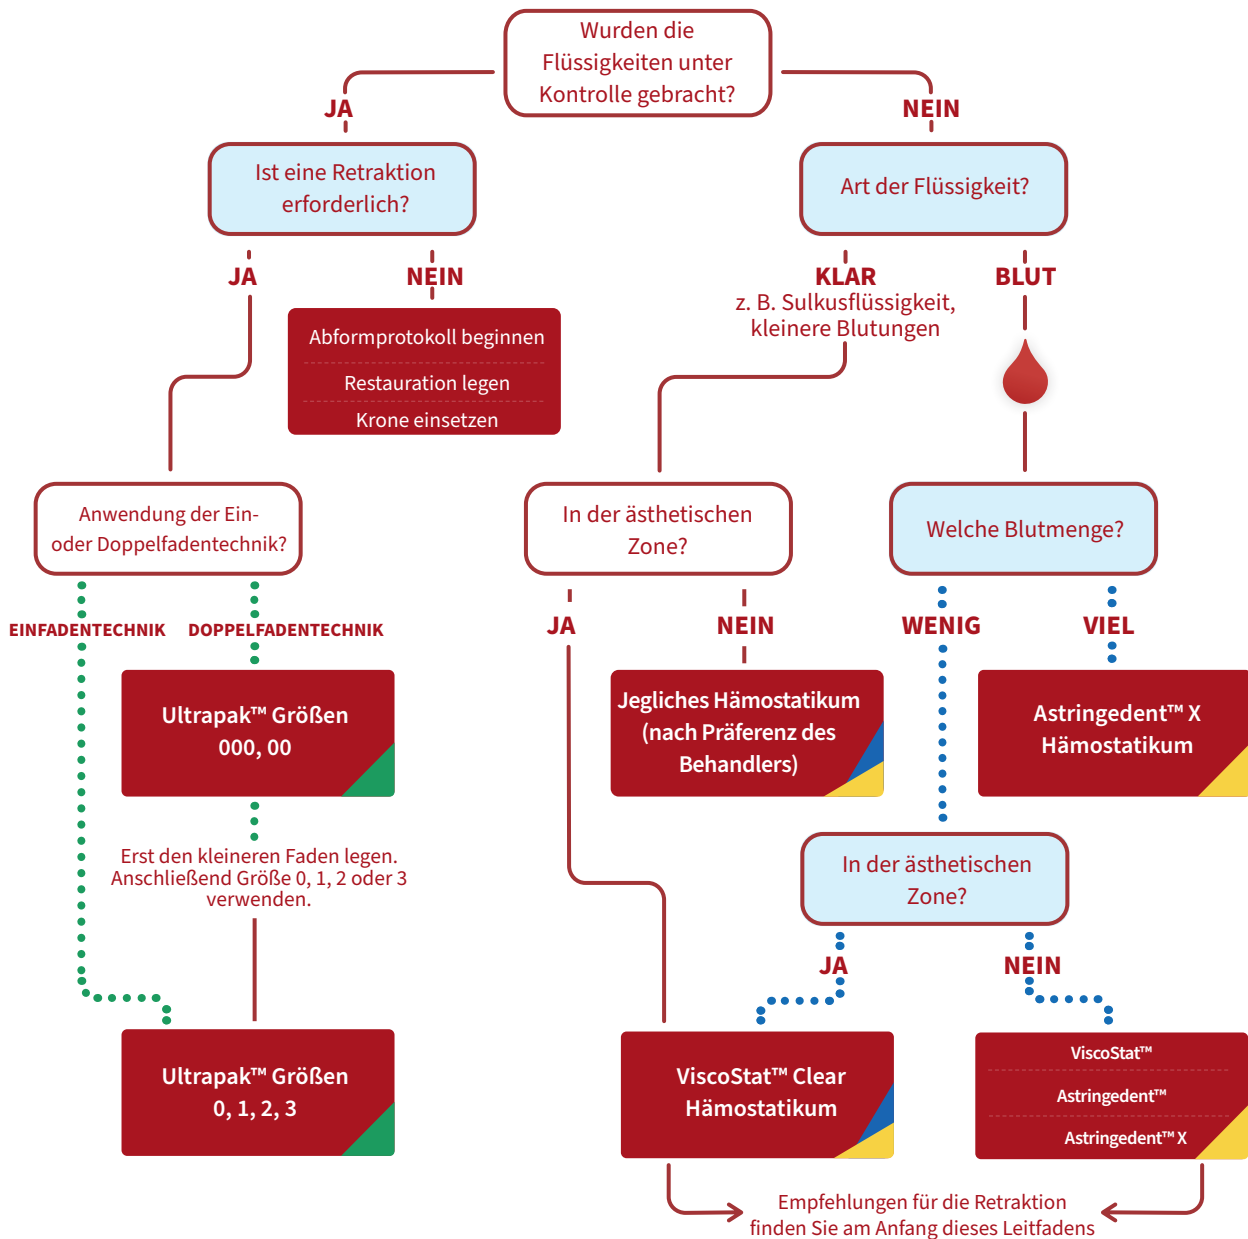 Wurden die
Flüssigkeiten unter
Kontrolle gebracht?
JA
NEIN
Ist eine Retraktion
erforderlich?
Art der Flüssigkeit?
JA
NEIN
KLAR
z. B. Sulkusflüssigkeit,
kleinere Blutungen
BLUT
Abformprotokoll beginnen
Restauration legen
Krone einsetzen
Anwendung der Ein-
oder Doppelfadentechnik?
In der ästhetischen
Zone?
Welche Blutmenge?
EINFADENTECHNIK
DOPPELFADENTECHNIK
JA
NEIN
WENIG
VIEL
Ultrapak™ Größen
000, 00
Jegliches Hämostatikum
(nach Präferenz des
Behandlers)
Astringedent™ X
Hämostatikum
Erst den kleineren Faden legen.
Anschließend Größe 0, 1, 2 oder 3
verwenden.
In der ästhetischen
Zone?
JA
NEIN
Ultrapak™ Größen
0, 1, 2, 3
ViscoStat™ Clear
Hämostatikum
ViscoStat™
Astringedent™
Astringedent™ X
Empfehlungen für die Retraktion
finden Sie am Anfang dieses Leitfadens